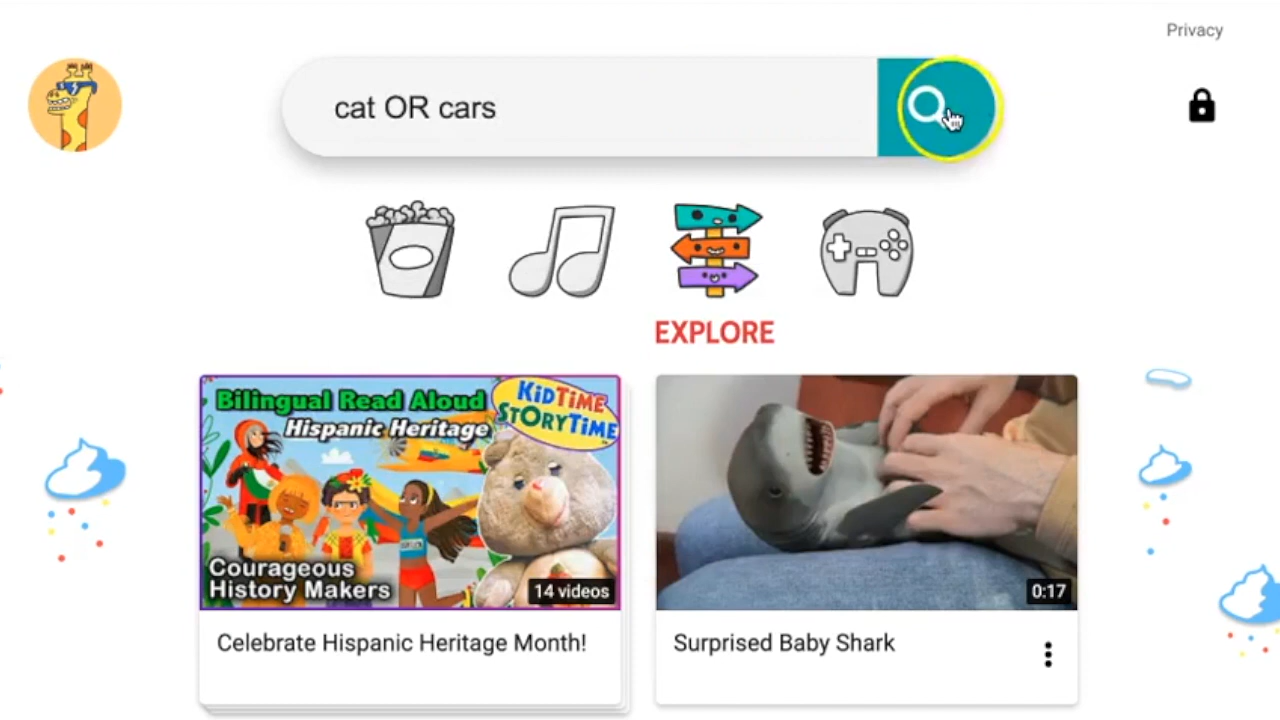 Privacy
cat OR cars
EXPLORE
Bilingual Read Aloud
Hispanic Heritage
KiDTiME
STORYTiME
Courageous
History Makers
14 videos
0:17
Celebrate Hispanic Heritage Month!
Surprised Baby Shark